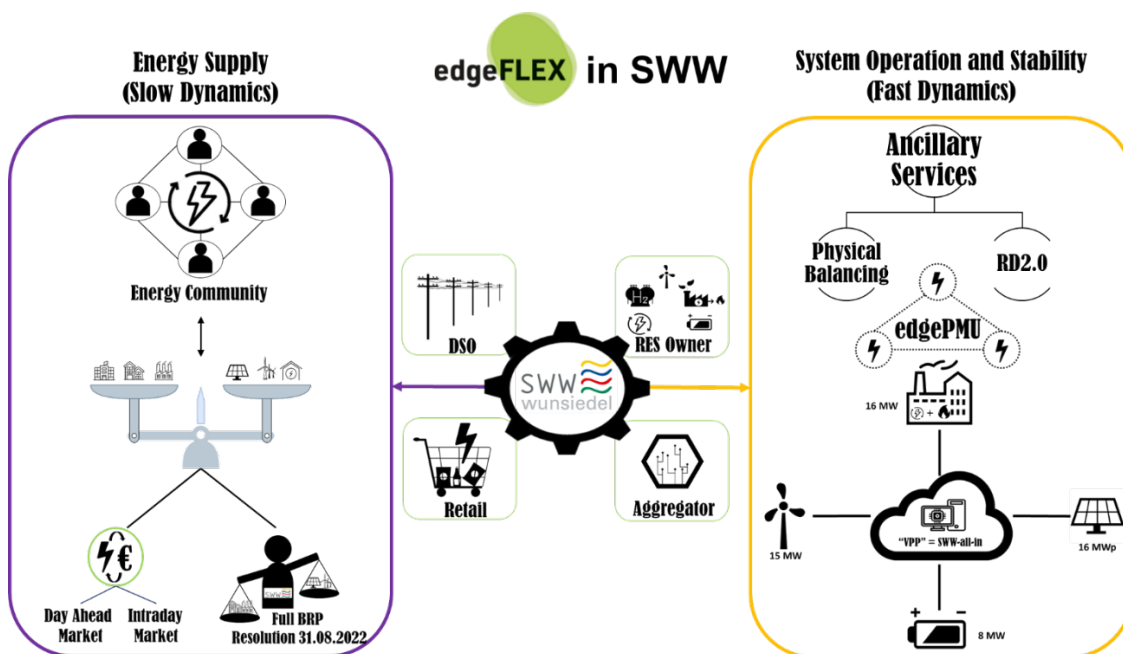 edgeFLEX in SWW
Energy Supply
(Slow Dynamics)
Energy Community
Day Ahead
Market
Intraday
Market
SWW
Full BRP
Resolution 31.08.2022
DSO
H2
RES Owner
SWW
wunsiedel
Retail
Aggregator
System Operation and Stability
(Fast Dynamics)
Ancillary
Services
Physical
Balancing
RD2.0
edgePMU
16 MW
15 MW
"VPP" = SWW-all-in
16 MWp
8 MW